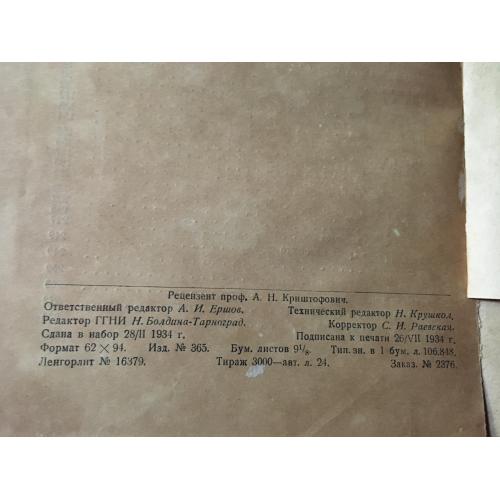 Рецензент проф. А. Н. Криштофович.
Ответственный редактор А. И. Ершов. Технический редактор Н. Крушкол.
Редактор ГГНИ Н. Болдина-Тарноград. Корректор С. И. Раевская.
Сдана в набор 28/II 1934 г. Подписана к печати 26/VII 1934 г.
Формат 62 × 94. Изд. № 365. Бум. листов 9¹/₈. Тип. зн. в 1 бум. л. 106.848.
Ленгорлит № 16379. Тираж 3000—авт. л. 24. Заказ. № 2376.